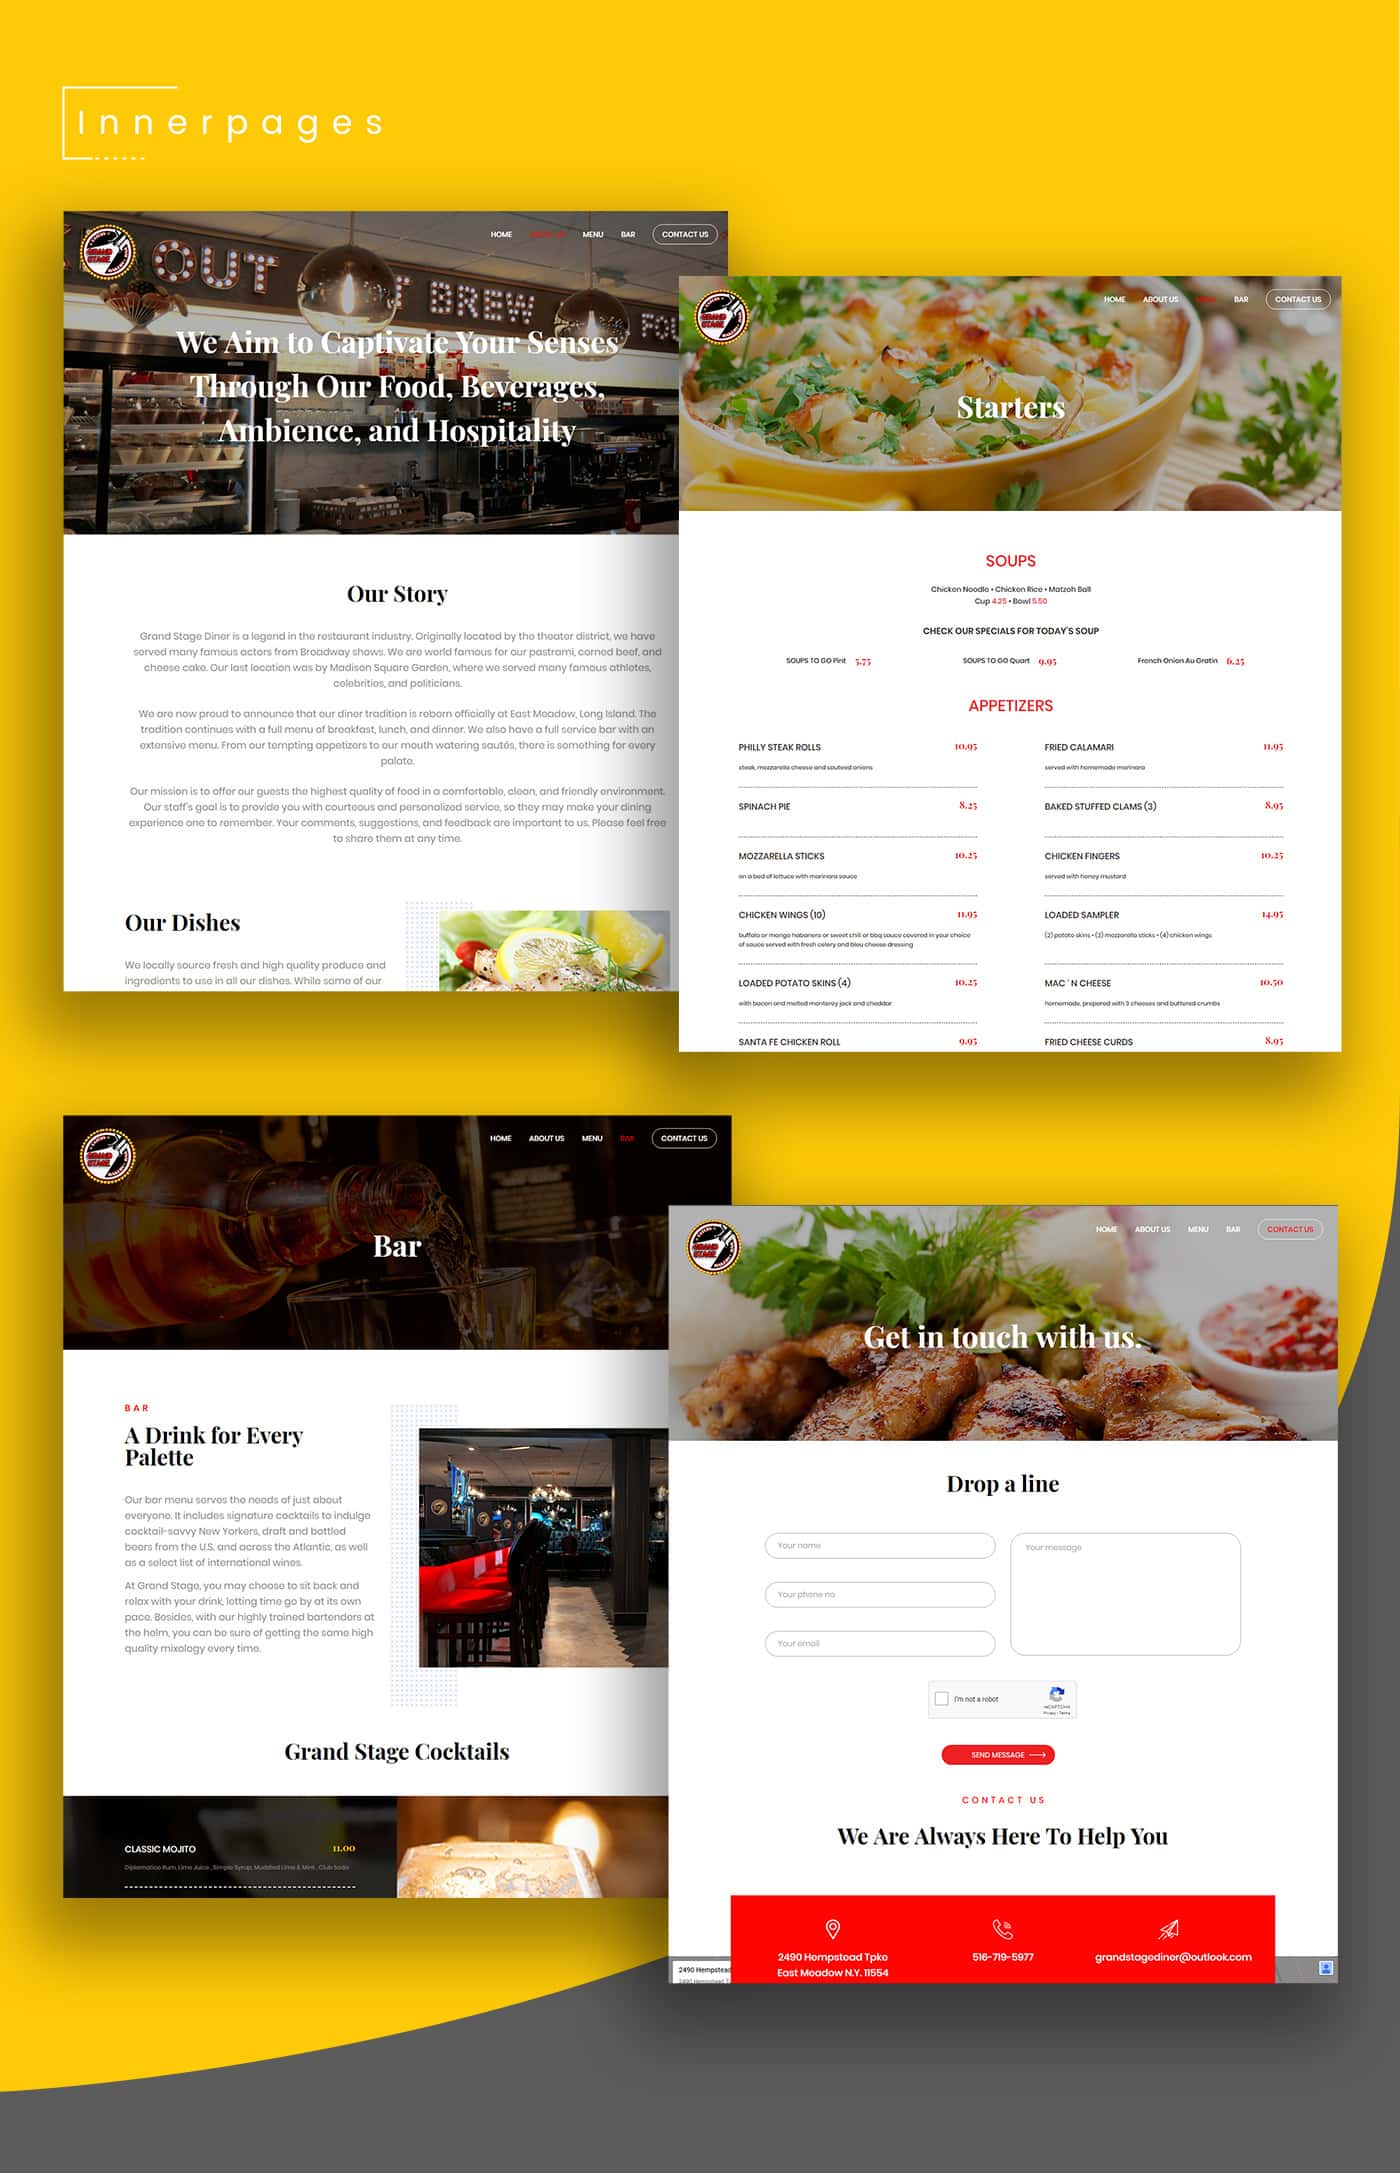 Innerpages
GRAND
STAGE
HOME
ABOUT US
MENU
BAR
CONTACT US
OUT
BREW
FO
We Aim to Captivate Your Senses
Through Our Food, Beverages,
Ambience, and Hospitality
Our Story
Grand Stage Diner is a legend in the restaurant industry. Originally located by the theater district, we have
served many famous actors from Broadway shows. We are world famous for our pastrami, corned beef, and
cheese cake. Our last location was by Madison Square Garden, where we served many famous athletes,
celebrities, and politicians.
We are now proud to announce that our diner tradition is reborn officially at East Meadow, Long Island. The
tradition continues with a full menu of breakfast, lunch, and dinner. We also have a full service bar with an
extensive menu. From our tempting appetizers to our mouth watering sautés, there is something for every
palate.
Our mission is to offer our guests the highest quality of food in a comfortable, clean, and friendly environment.
Our staff's goal is to provide you with courteous and personalized service, so they may make your dining
experience one to remember. Your comments, suggestions, and feedback are important to us. Please feel free
to share them at any time.
Our Dishes
We locally source fresh and high quality produce and
ingredients to use in all our dishes. While some of our
GRAND
STAGE
HOME
ABOUT US
MENU
BAR
CONTACT US
Starters
SOUPS
Chicken Noodle • Chicken Rice • Matzoh Ball
Cup 4.25 • Bowl 5.50
CHECK OUR SPECIALS FOR TODAY'S SOUP
SOUPS TO GO Pint 5.75
SOUPS TO GO Quart 9.95
French Onion Au Gratin 6.25
APPETIZERS
PHILLY STEAK ROLLS 10.95
steak, mozzarella cheese and sauteed onions
FRIED CALAMARI 11.95
served with homemade marinara
SPINACH PIE 8.25
BAKED STUFFED CLAMS (3) 8.95
MOZZARELLA STICKS 10.25
on a bed of lettuce with marinara sauce
CHICKEN FINGERS 10.25
served with honey mustard
CHICKEN WINGS (10) 11.95
buffalo or mango habanero or sweet chili or bbq sauce covered in your choice
of sauce served with fresh celery and bleu cheese dressing
LOADED SAMPLER 14.95
(2) potato skins • (3) mozzarella sticks • (4) chicken wings
LOADED POTATO SKINS (4) 10.25
with bacon and melted monterey jack and cheddar
MAC ' N CHEESE 10.50
homemade, prepared with 3 cheeses and buttered crumbs
SANTA FE CHICKEN ROLL 9.95
FRIED CHEESE CURDS 8.95
GRAND
STAGE
HOME
ABOUT US
MENU
BAR
CONTACT US
Bar
BAR
A Drink for Every
Palette
Our bar menu serves the needs of just about
everyone. It includes signature cocktails to indulge
cocktail-savvy New Yorkers, draft and bottled
beers from the U.S. and across the Atlantic, as well
as a select list of international wines.
At Grand Stage, you may choose to sit back and
relax with your drink, letting time go by at its own
pace. Besides, with our highly trained bartenders at
the helm, you can be sure of getting the same high
quality mixology every time.
Grand Stage Cocktails
CLASSIC MOJITO 11.00
Diplomatico Rum, Lime Juice , Simple Syrup, Muddled Lime & Mint , Club Soda
GRAND
STAGE
HOME
ABOUT US
MENU
BAR
CONTACT US
Get in touch with us.
Drop a line
Your name
Your message
Your phone no
Your email
I'm not a robot
reCAPTCHA
Privacy - Terms
SEND MESSAGE
CONTACT US
We Are Always Here To Help You
2490 Hempstead Tpke
East Meadow N.Y. 11554
516-719-5977
grandstagediner@outlook.com
2490 Hempstead
2490 Hempstead T